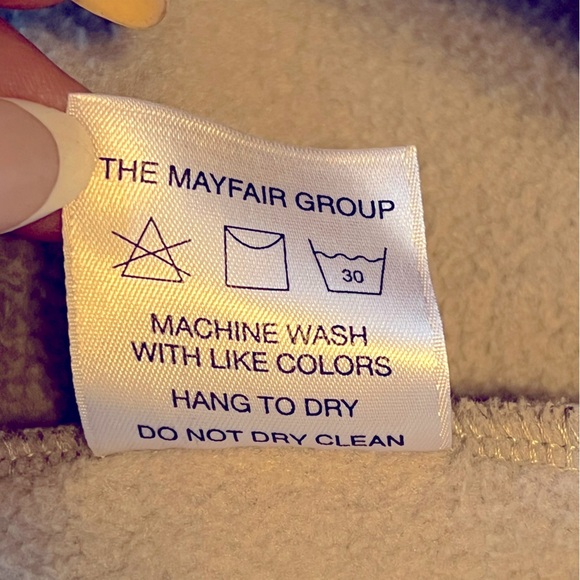 THE MAYFAIR GROUP
30
MACHINE WASH
WITH LIKE COLORS
HANG TO DRY
DO NOT DRY CLEAN